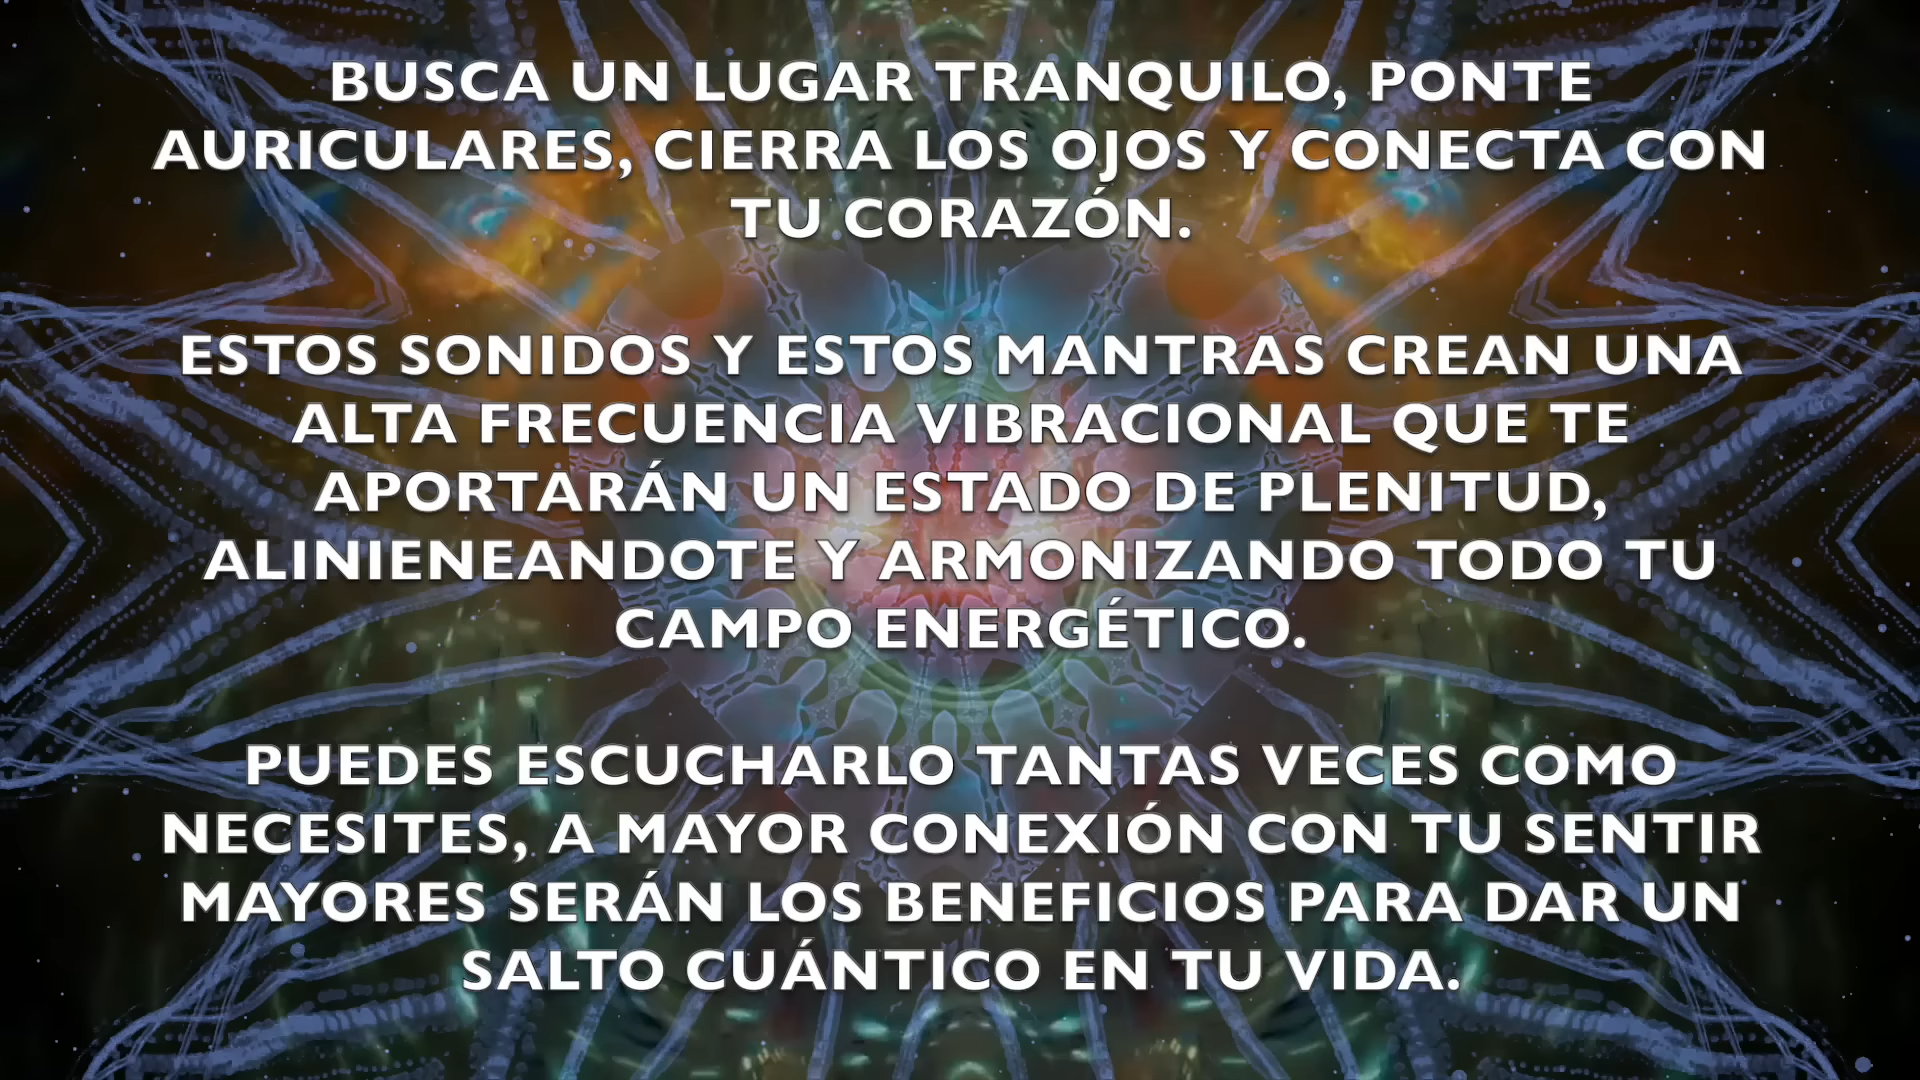 BUSCA UN LUGAR TRANQUILO, PONTE
AURICULARES, CIERRA LOS OJOS Y CONECTA CON
TU CORAZÓN.
ESTOS SONIDOS Y ESTOS MANTRAS CREAN UNA
ALTA FRECUENCIA VIBRACIONAL QUE TE
APORTARÁN UN ESTADO DE PLENITUD,
ALINIENEANDOTE Y ARMONIZANDO TODO TU
CAMPO ENERGÉTICO.
PUEDES ESCUCHARLO TANTAS VECES COMO
NECESITES, A MAYOR CONEXIÓN CON TU SENTIR
MAYORES SERÁN LOS BENEFICIOS PARA DAR UN
SALTO CUÁNTICO EN TU VIDA.